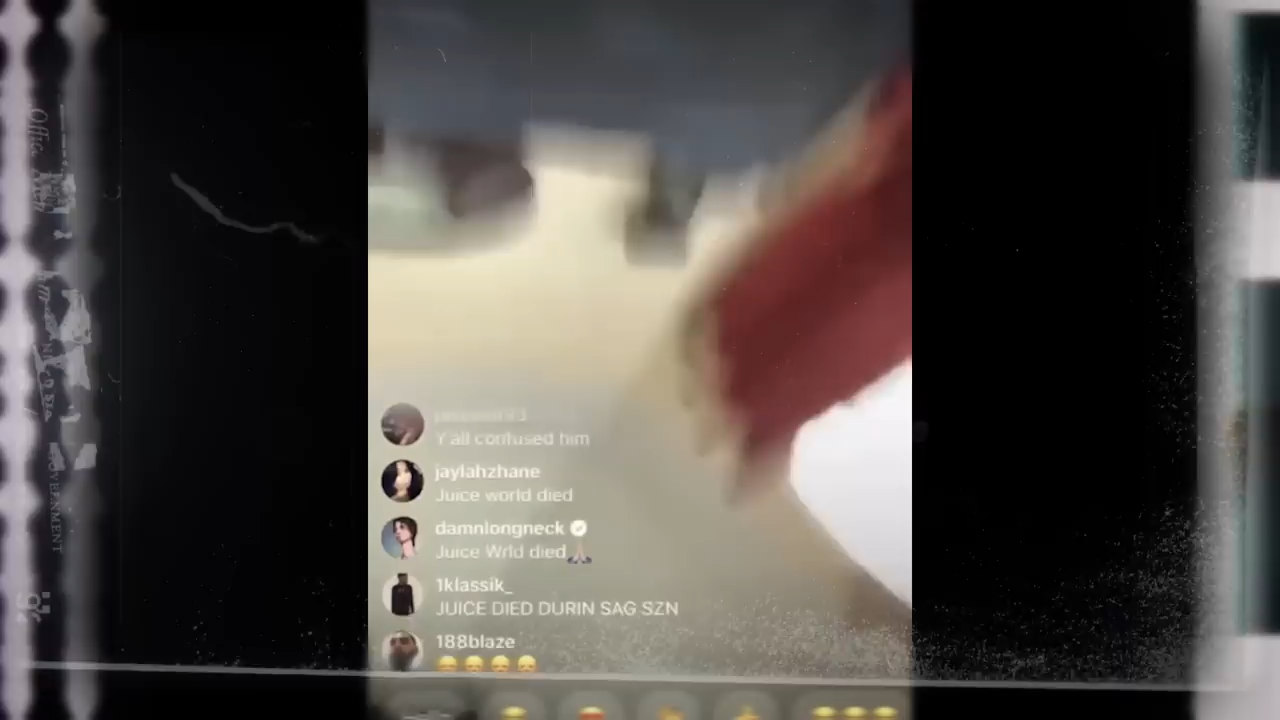 Y'all confused him
jaylahzhane
Juice world died
damnlongneck
Juice Wrld died🙏🏼
1klassik_
JUICE DIED DURIN SAG SZN
188blaze
😞😞😞😞